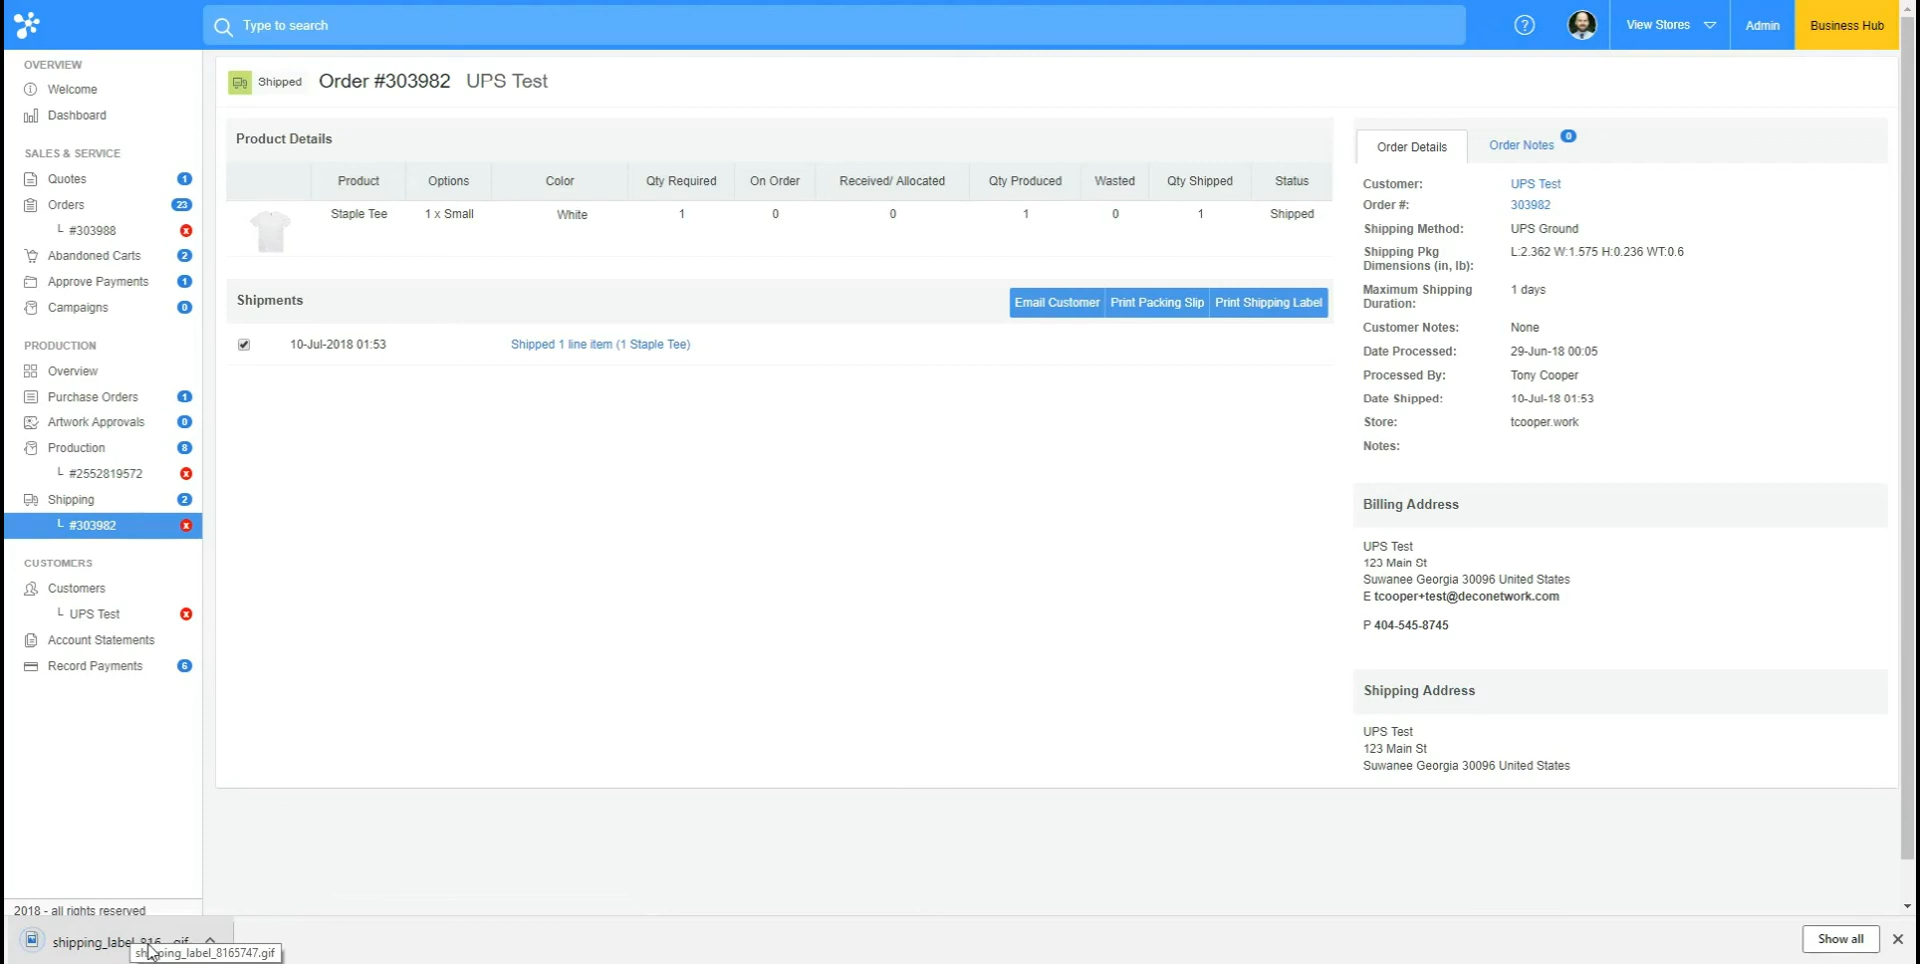 Type to search
?
View Stores
Admin
Business Hub
OVERVIEW
Welcome
Dashboard
SALES & SERVICE
Quotes 1
Orders 23
#303988 x
Abandoned Carts 2
Approve Payments 1
Campaigns 0
PRODUCTION
Overview
Purchase Orders 1
Artwork Approvals 0
Production 8
#2552819572 x
Shipping 2
#303982 x
CUSTOMERS
Customers
UPS Test x
Account Statements
Record Payments 6
2018 - all rights reserved
Shipped Order #303982 UPS Test
Product Details
Product Options Color Qty Required On Order Received/ Allocated Qty Produced Wasted Qty Shipped Status
Staple Tee 1 x Small White 1 0 0 1 0 1 Shipped
Shipments
Email Customer Print Packing Slip Print Shipping Label
10-Jul-2018 01:53 Shipped 1 line item (1 Staple Tee)
Order Details Order Notes 0
Customer: UPS Test
Order #: 303982
Shipping Method: UPS Ground
Shipping Pkg L:2.362 W:1.575 H:0.236 WT:0.6
Dimensions (in, lb):
Maximum Shipping 1 days
Duration:
Customer Notes: None
Date Processed: 29-Jun-18 00:05
Processed By: Tony Cooper
Date Shipped: 10-Jul-18 01:53
Store: tcooper.work
Notes:
Billing Address
UPS Test
123 Main St
Suwanee Georgia 30096 United States
E tcooper+test@deconetwork.com
P 404-545-8745
Shipping Address
UPS Test
123 Main St
Suwanee Georgia 30096 United States
shipping_label_816....gif
shipping_label_8165747.gif
Show all